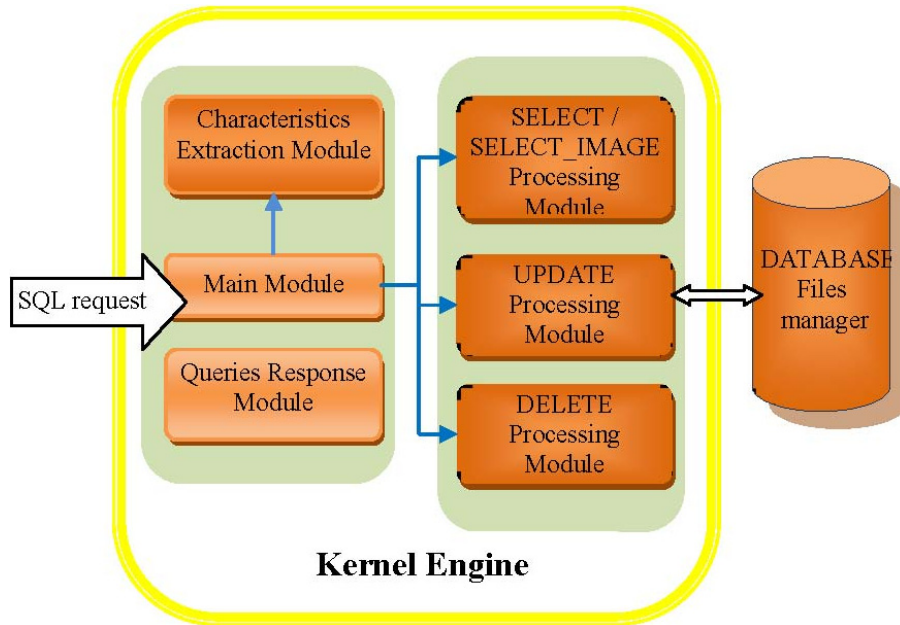 Characteristics
Extraction Module
SELECT /
SELECT_IMAGE
Processing
Module
SQL request
Main Module
UPDATE
Processing
Module
DATABASE
Files
manager
Queries Response
Module
DELETE
Processing
Module
Kernel Engine